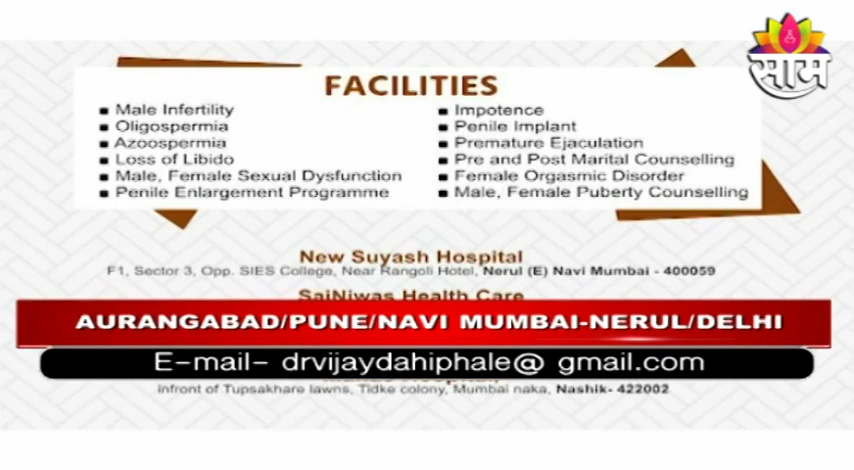 साम
FACILITIES
Male Infertility
Oligospermia
Azoospermia
Loss of Libido
Male, Female Sexual Dysfunction
Penile Enlargement Programme
Impotence
Penile Implant
Premature Ejaculation
Pre and Post Marital Counselling
Female Orgasmic Disorder
Male, Female Puberty Counselling
New Suyash Hospital
F1, Sector 3, Opp. SIES College, Near Rangoli Hotel, Nerul (E) Navi Mumbai - 400059
SaiNiwas Health Care
AURANGABAD/PUNE/NAVI MUMBAI-NERUL/DELHI
E-mail- drvijaydahiphale@ gmail.com
infront of Tupsakhare lawns, Tidke colony, Mumbai naka, Nashik- 422002